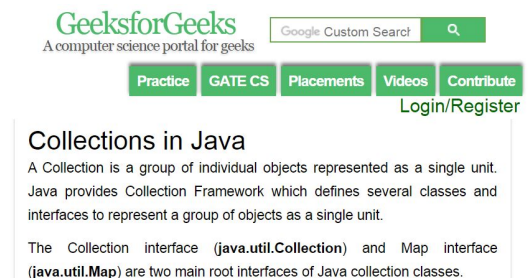 GeeksforGeeks
A computer science portal for geeks
Google Custom Search
Practice GATE CS Placements Videos Contribute
Login/Register
Collections in Java
A Collection is a group of individual objects represented as a single unit.
Java provides Collection Framework which defines several classes and
interfaces to represent a group of objects as a single unit.
The Collection interface (java.util.Collection) and Map interface
(java.util.Map) are two main root interfaces of Java collection classes.